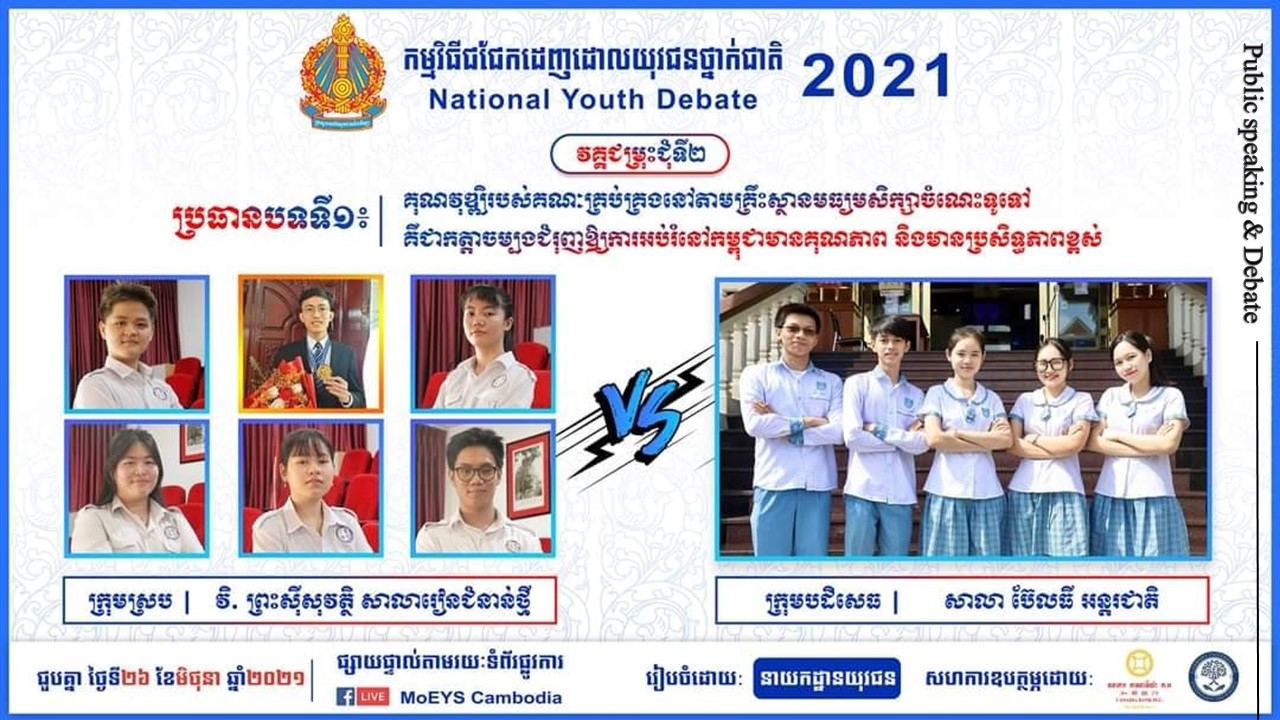 កម្មវិធីជជែកដេញដោលយុវជនថ្នាក់ជាតិ
National Youth Debate
2021
វគ្គជម្រុះជុំទី២
ប្រធានបទទី១៖
គុណវុឌ្ឍិរបស់គណៈគ្រប់គ្រងនៅតាមគ្រឹះស្ថានមធ្យមសិក្សាចំណេះទូទៅ
គឺជាកត្តាចម្បងជំរុញឱ្យការអប់រំនៅកម្ពុជាមានគុណភាព និងមានប្រសិទ្ធភាពខ្ពស់
VS
ក្រុមស្រប | វិ. ព្រះស៊ីសុវត្ថិ សាលារៀនជំនាន់ថ្មី
ក្រុមបដិសេធ | សាលា ប៊ែលធី អន្តរជាតិ
ជួបគ្នា ថ្ងៃទី២៦ ខែមិថុនា ឆ្នាំ២០២១
ផ្សាយផ្ទាល់តាមរយៈទំព័រផ្លូវការ
LIVE MoEYS Cambodia
រៀបចំដោយៈ នាយកដ្ឋានយុវជន
សហការឧបត្ថម្ភដោយៈ
CANADIA BANK PLC.
Public speaking & Debate